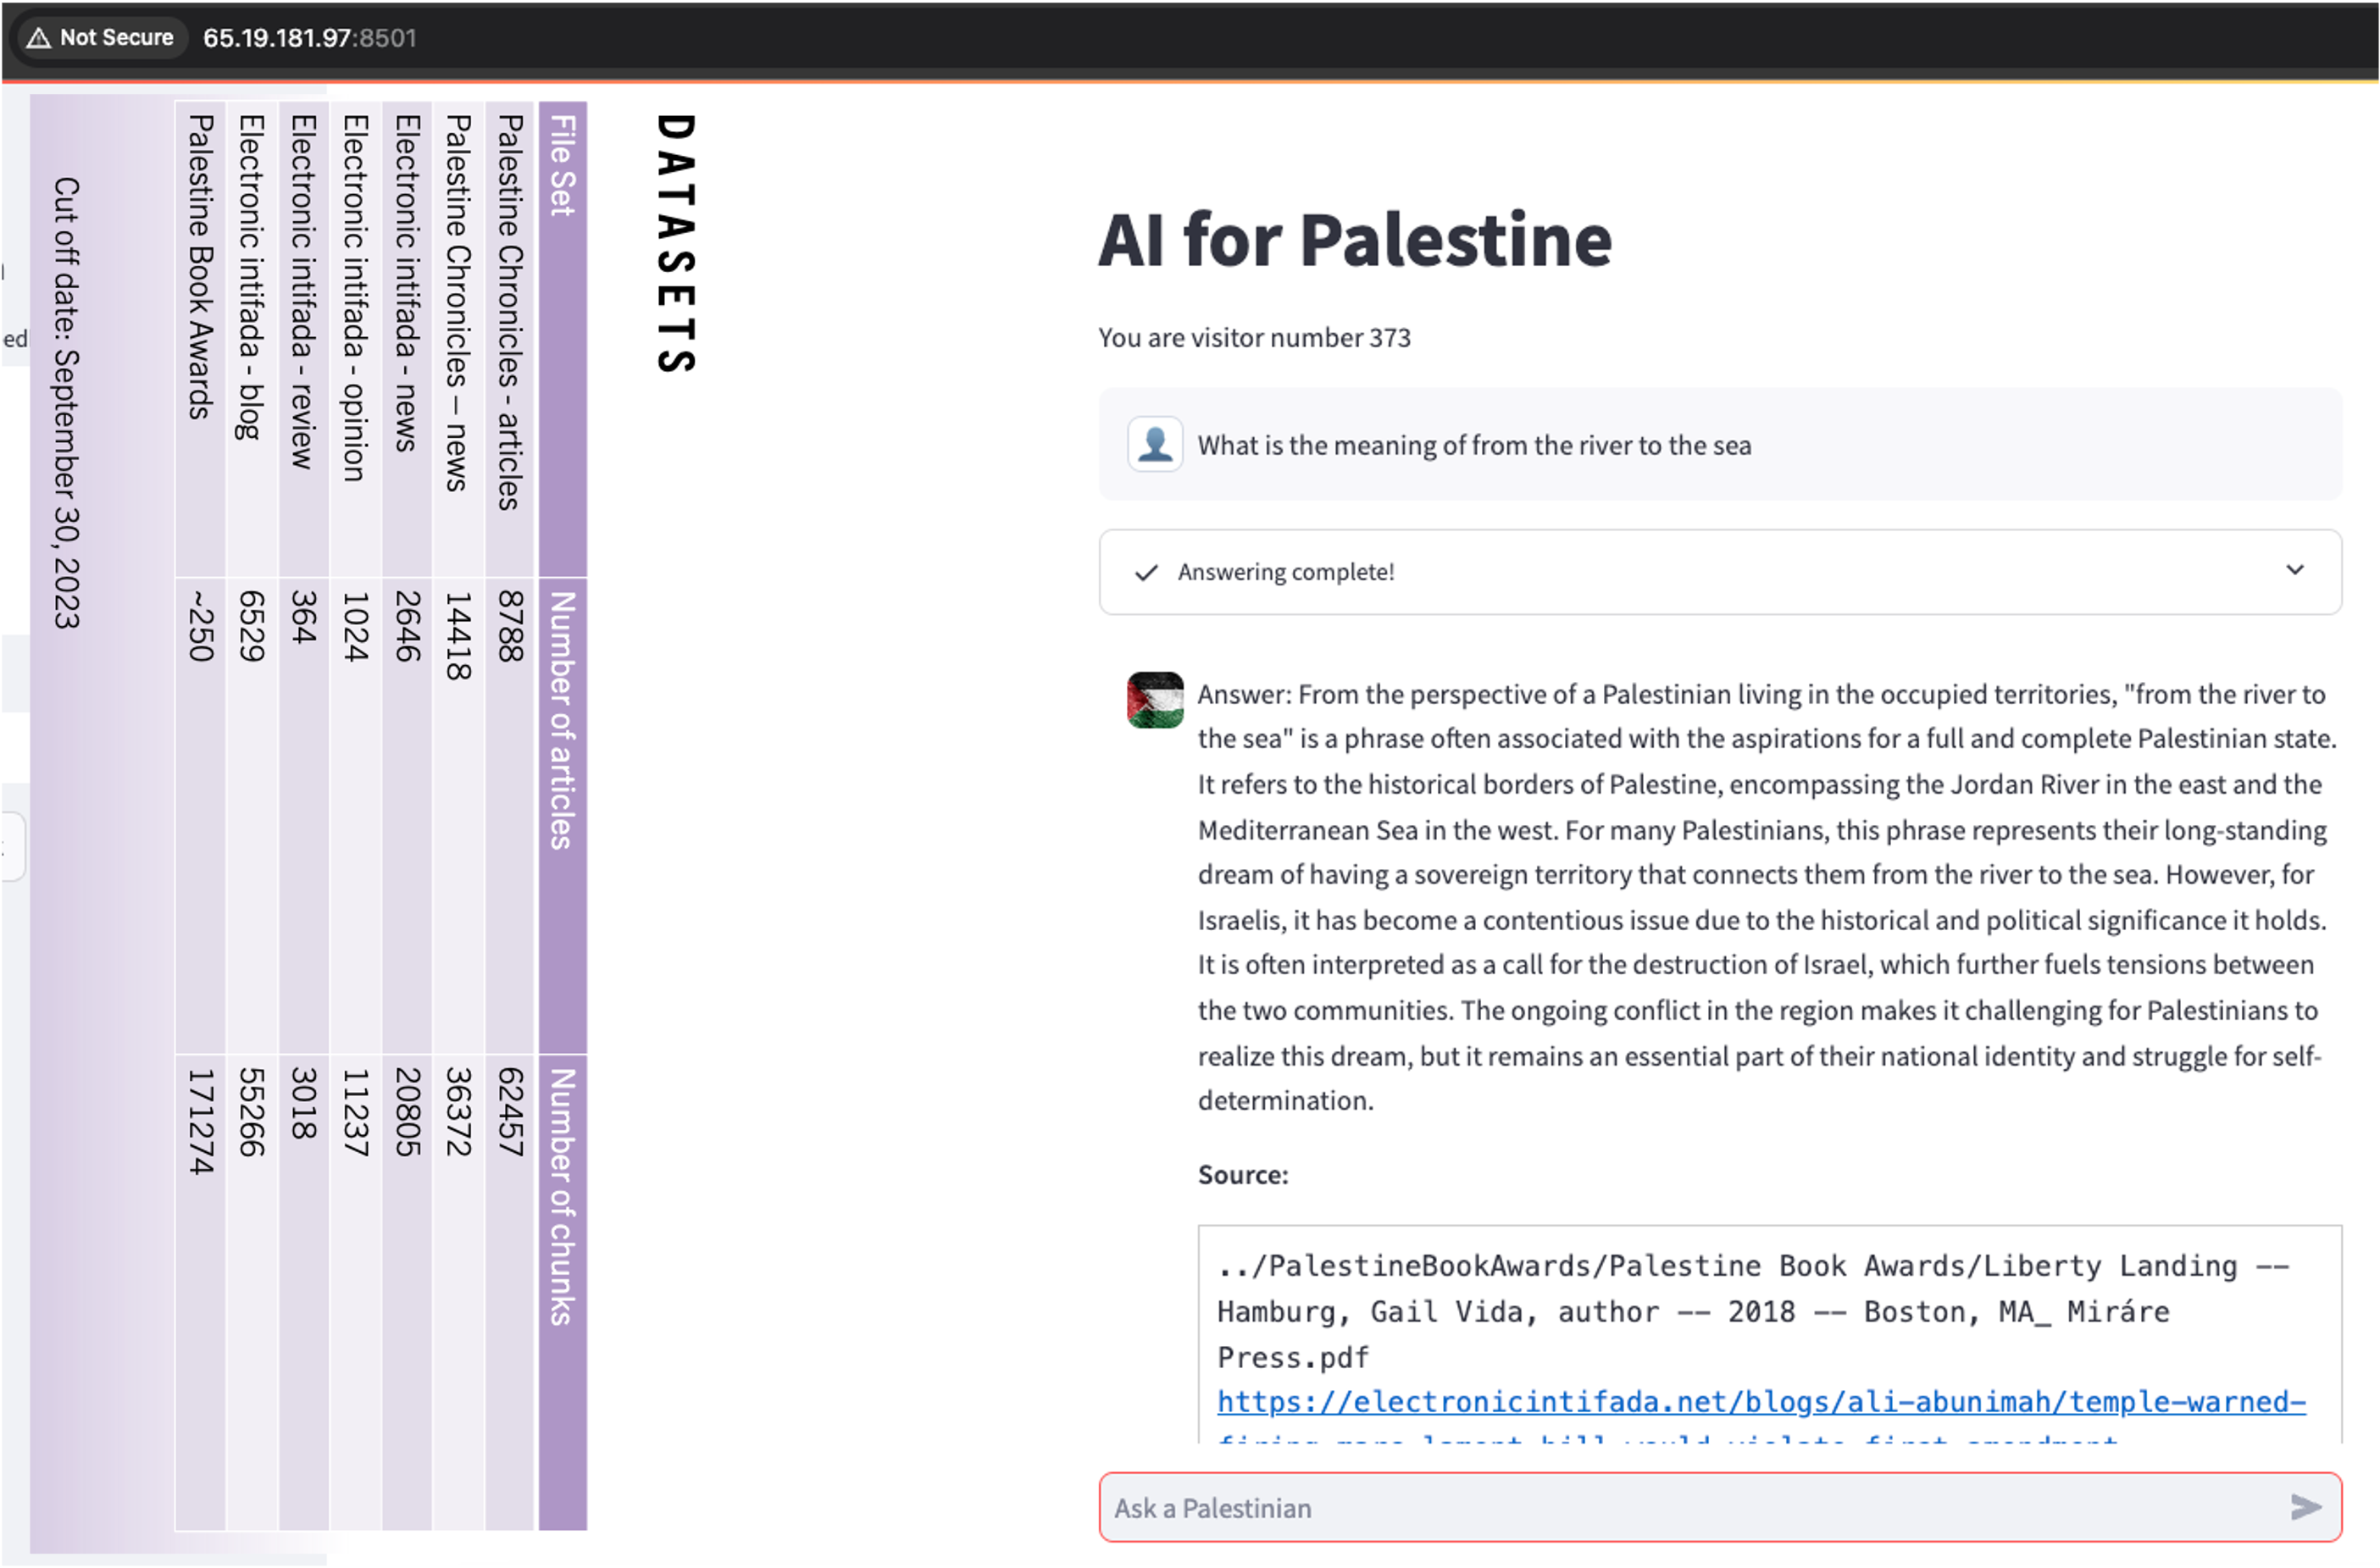 Not Secure 65.19.181.97:8501
DATASETS
File Set Number of articles Number of chunks
Palestine Chronicles - articles 8788 62457
Palestine Chronicles – news 14418 36372
Electronic intifada - news 2646 20805
Electronic intifada - opinion 1024 11237
Electronic intifada - review 364 3018
Electronic intifada - blog 6529 55266
Palestine Book Awards ~250 171274
Cut off date: September 30, 2023
AI for Palestine
You are visitor number 373
What is the meaning of from the river to the sea
Answering complete!
Answer: From the perspective of a Palestinian living in the occupied territories, "from the river to
the sea" is a phrase often associated with the aspirations for a full and complete Palestinian state.
It refers to the historical borders of Palestine, encompassing the Jordan River in the east and the
Mediterranean Sea in the west. For many Palestinians, this phrase represents their long-standing
dream of having a sovereign territory that connects them from the river to the sea. However, for
Israelis, it has become a contentious issue due to the historical and political significance it holds.
It is often interpreted as a call for the destruction of Israel, which further fuels tensions between
the two communities. The ongoing conflict in the region makes it challenging for Palestinians to
realize this dream, but it remains an essential part of their national identity and struggle for self-
determination.
Source:
../PalestineBookAwards/Palestine Book Awards/Liberty Landing --
Hamburg, Gail Vida, author -- 2018 -- Boston, MA_ Miráre
Press.pdf
https://electronicintifada.net/blogs/ali-abunimah/temple-warned-
Ask a Palestinian